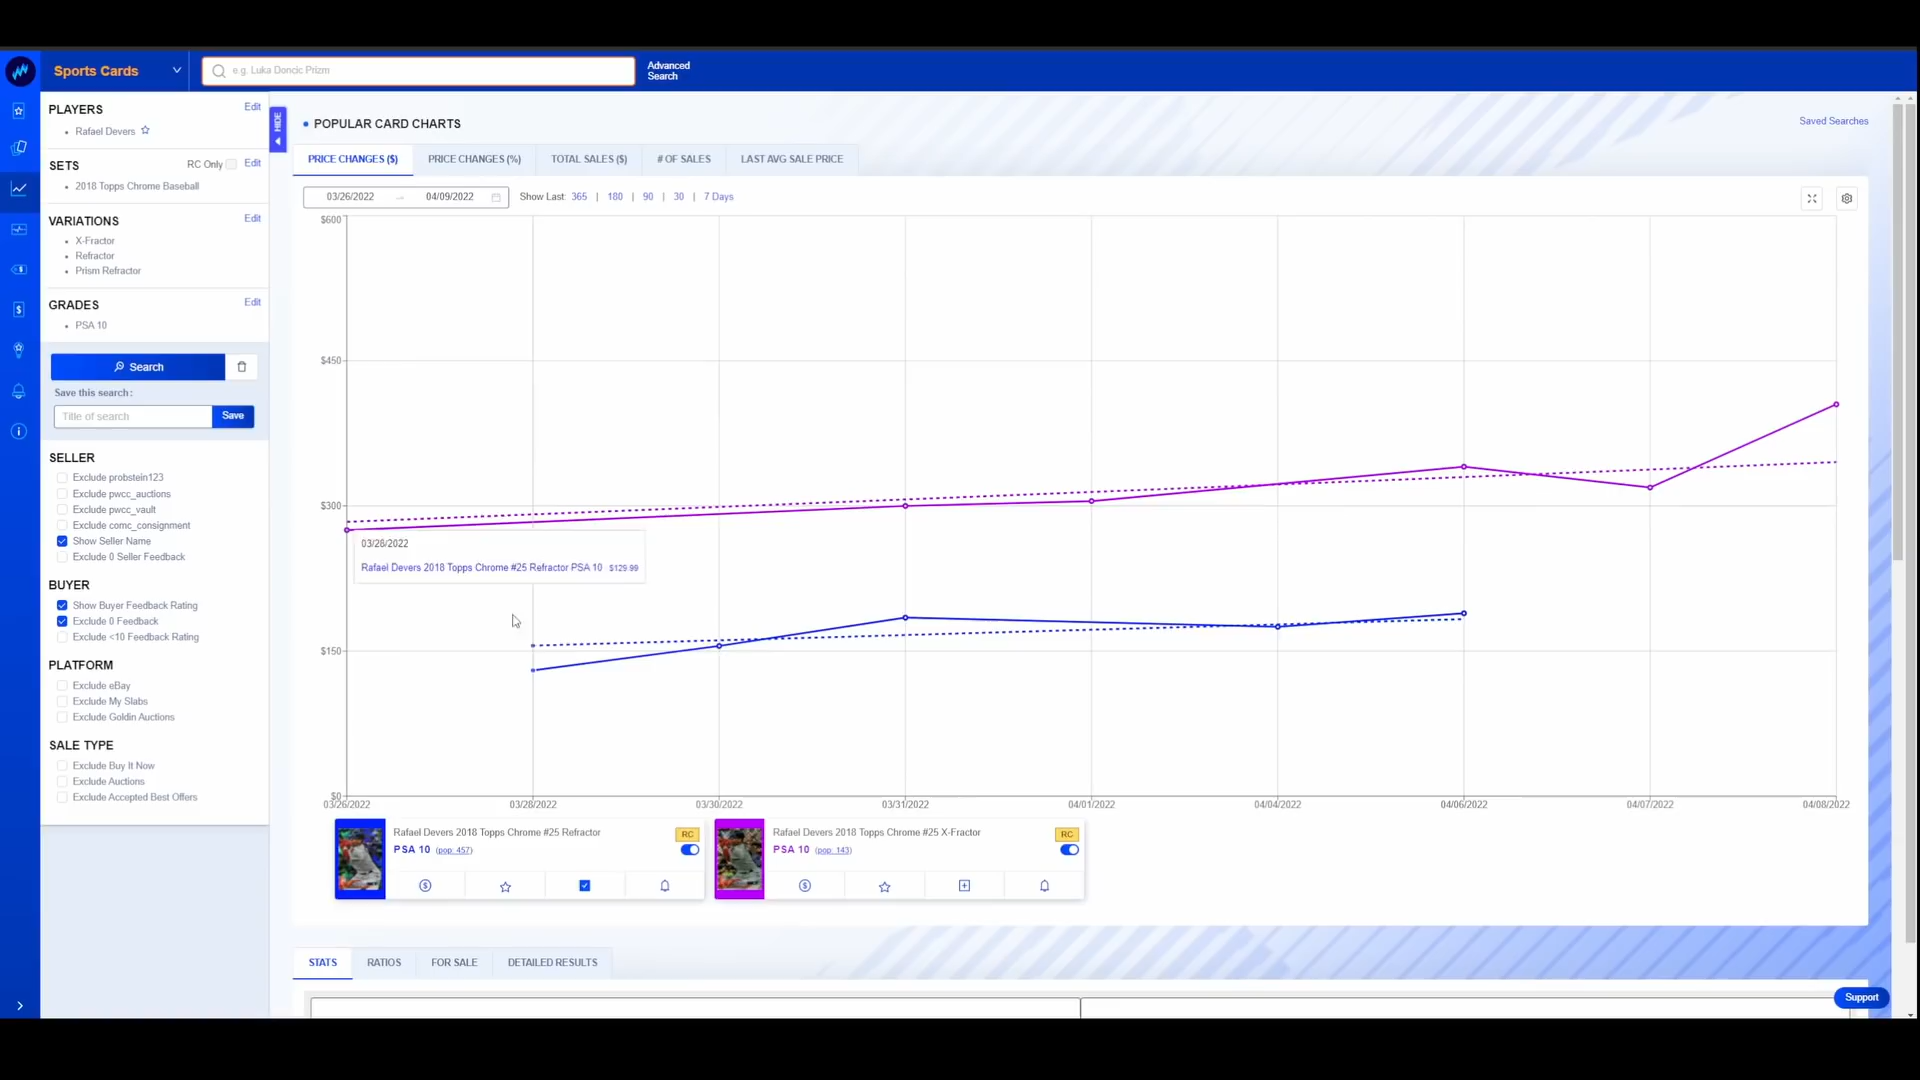 Sports Cards
e.g. Luka Doncic Prizm
Advanced
Search
PLAYERS
Edit
Rafael Devers
SETS
RC Only
Edit
2018 Topps Chrome Baseball
VARIATIONS
Edit
X-Fractor
Refractor
Prism Refractor
GRADES
Edit
PSA 10
Search
Save this search:
Title of search
Save
SELLER
Exclude probstein123
Exclude pwcc_auctions
Exclude pwcc_vault
Exclude comc_consignment
Show Seller Name
Exclude 0 Seller Feedback
BUYER
Show Buyer Feedback Rating
Exclude 0 Feedback
Exclude <10 Feedback Rating
PLATFORM
Exclude eBay
Exclude My Slabs
Exclude Goldin Auctions
SALE TYPE
Exclude Buy It Now
Exclude Auctions
Exclude Accepted Best Offers
HIDE
POPULAR CARD CHARTS
Saved Searches
PRICE CHANGES ($)
PRICE CHANGES (%)
TOTAL SALES ($)
# OF SALES
LAST AVG SALE PRICE
03/26/2022
04/09/2022
Show Last: 365 | 180 | 90 | 30 | 7 Days
$600
$450
$300
$150
$0
03/28/2022
Rafael Devers 2018 Topps Chrome #25 Refractor PSA 10 $129.99
03/26/2022
03/28/2022
03/30/2022
03/31/2022
04/01/2022
04/04/2022
04/06/2022
04/07/2022
04/08/2022
Rafael Devers 2018 Topps Chrome #25 Refractor
RC
PSA 10 (pop: 457)
Rafael Devers 2018 Topps Chrome #25 X-Fractor
RC
PSA 10 (pop: 143)
STATS
RATIOS
FOR SALE
DETAILED RESULTS
Support